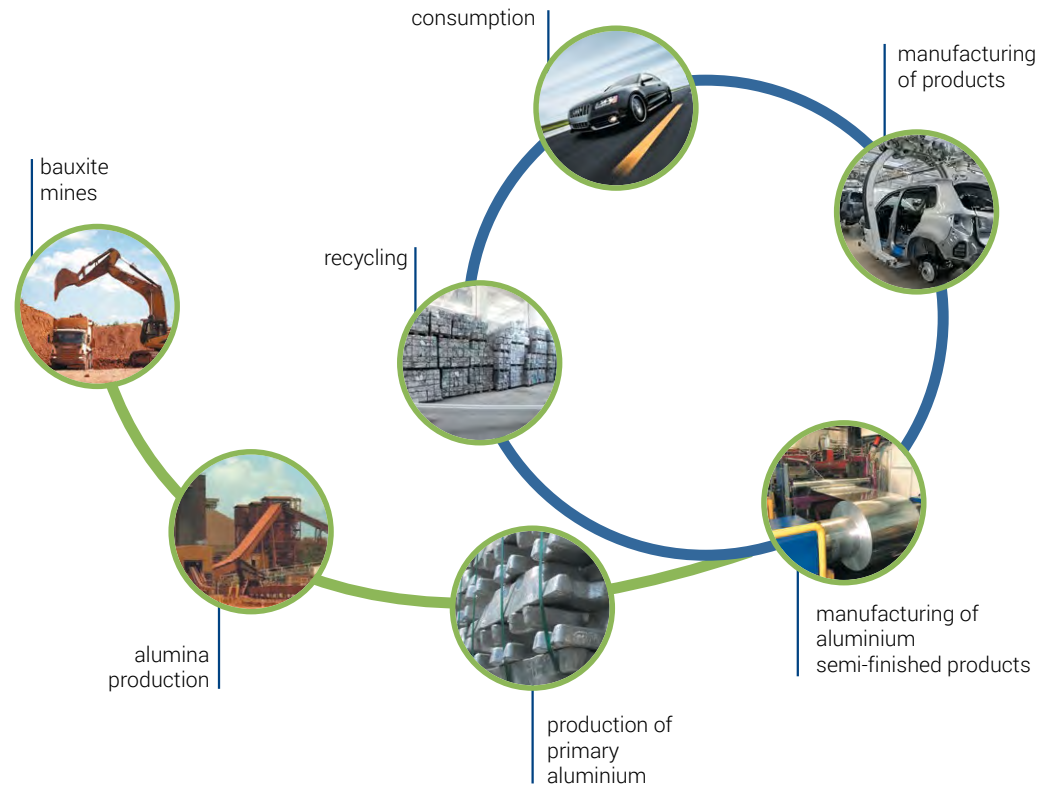 consumption
manufacturing
of products
bauxite
mines
recycling
manufacturing of
aluminium
semi-finished products
alumina
production
production of
primary
aluminium